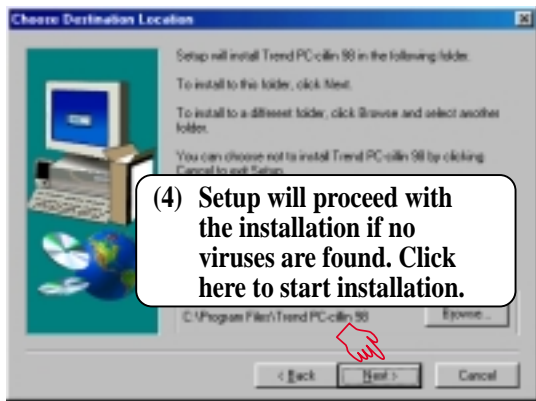 Choose Destination Location
Setup will install Trend PC-cillin 98 in the following folder.
To install to this folder, click Next.
To install to a different folder, click Browse and select another
folder.
You can choose not to install Trend PC-cillin 98 by clicking
Cancel to exit Setup.
(4) Setup will proceed with
the installation if no
viruses are found. Click
here to start installation.
C:\Program Files\Trend PC-cillin 98
Browse...
< Back
Next >
Cancel